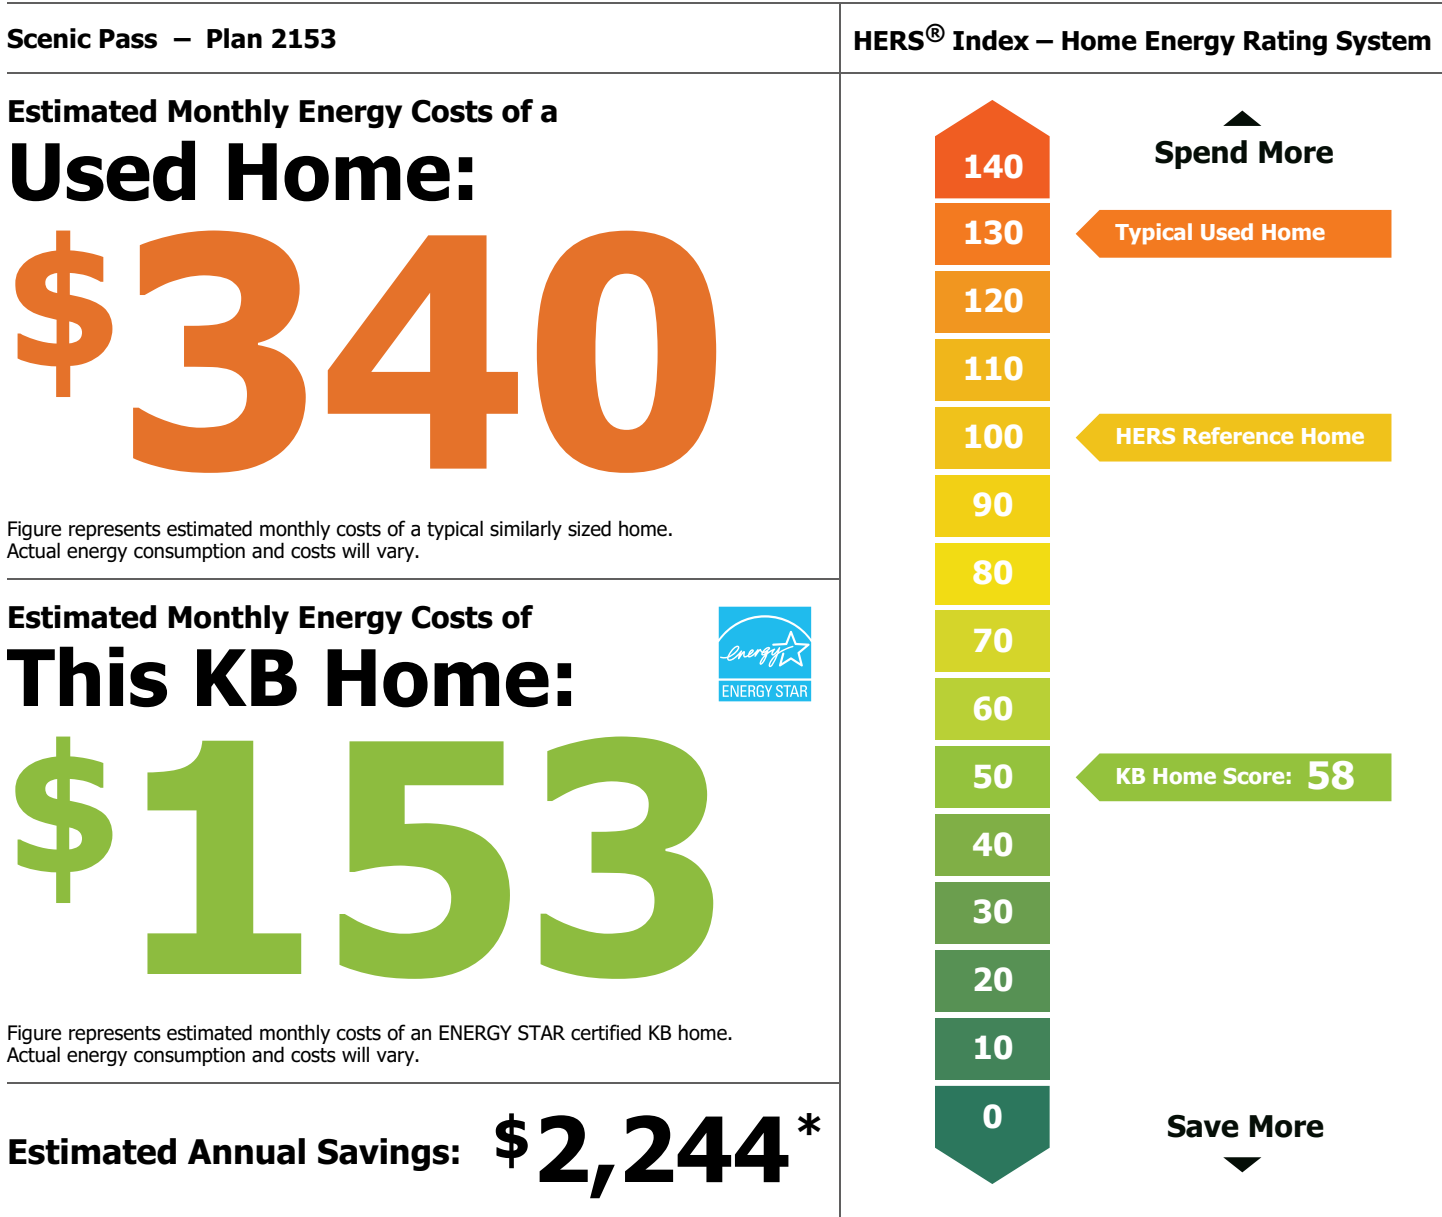 Scenic Pass – Plan 2153
Estimated Monthly Energy Costs of a
Used Home:
$340
Figure represents estimated monthly costs of a typical similarly sized home.
Actual energy consumption and costs will vary.
Estimated Monthly Energy Costs of
This KB Home:
energy
ENERGY STAR
$153
Figure represents estimated monthly costs of an ENERGY STAR certified KB home.
Actual energy consumption and costs will vary.
Estimated Annual Savings: $2,244*
HERS® Index – Home Energy Rating System
Spend More
140
130
Typical Used Home
120
110
100
HERS Reference Home
90
80
70
60
50
KB Home Score: 58
40
30
20
10
0
Save More